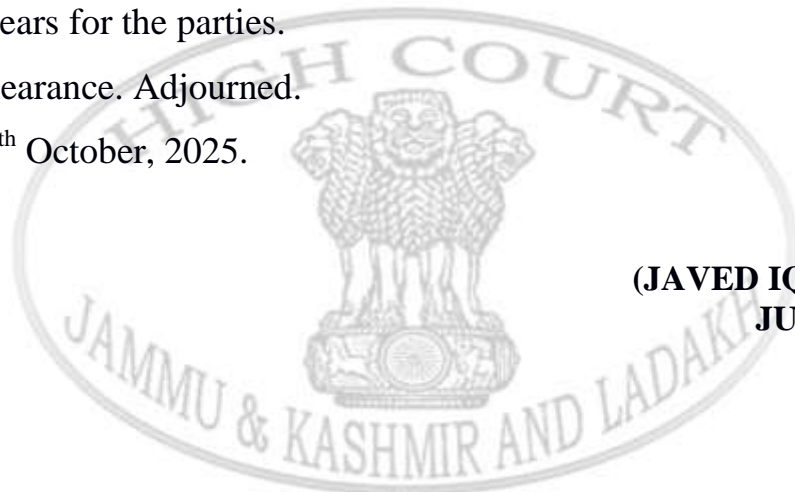 ears for the parties.
earance. Adjourned.
th October, 2025.
HIGH COURT
(JAVED IQ
JU
JAMMU & KASHMIR AND LADAKH